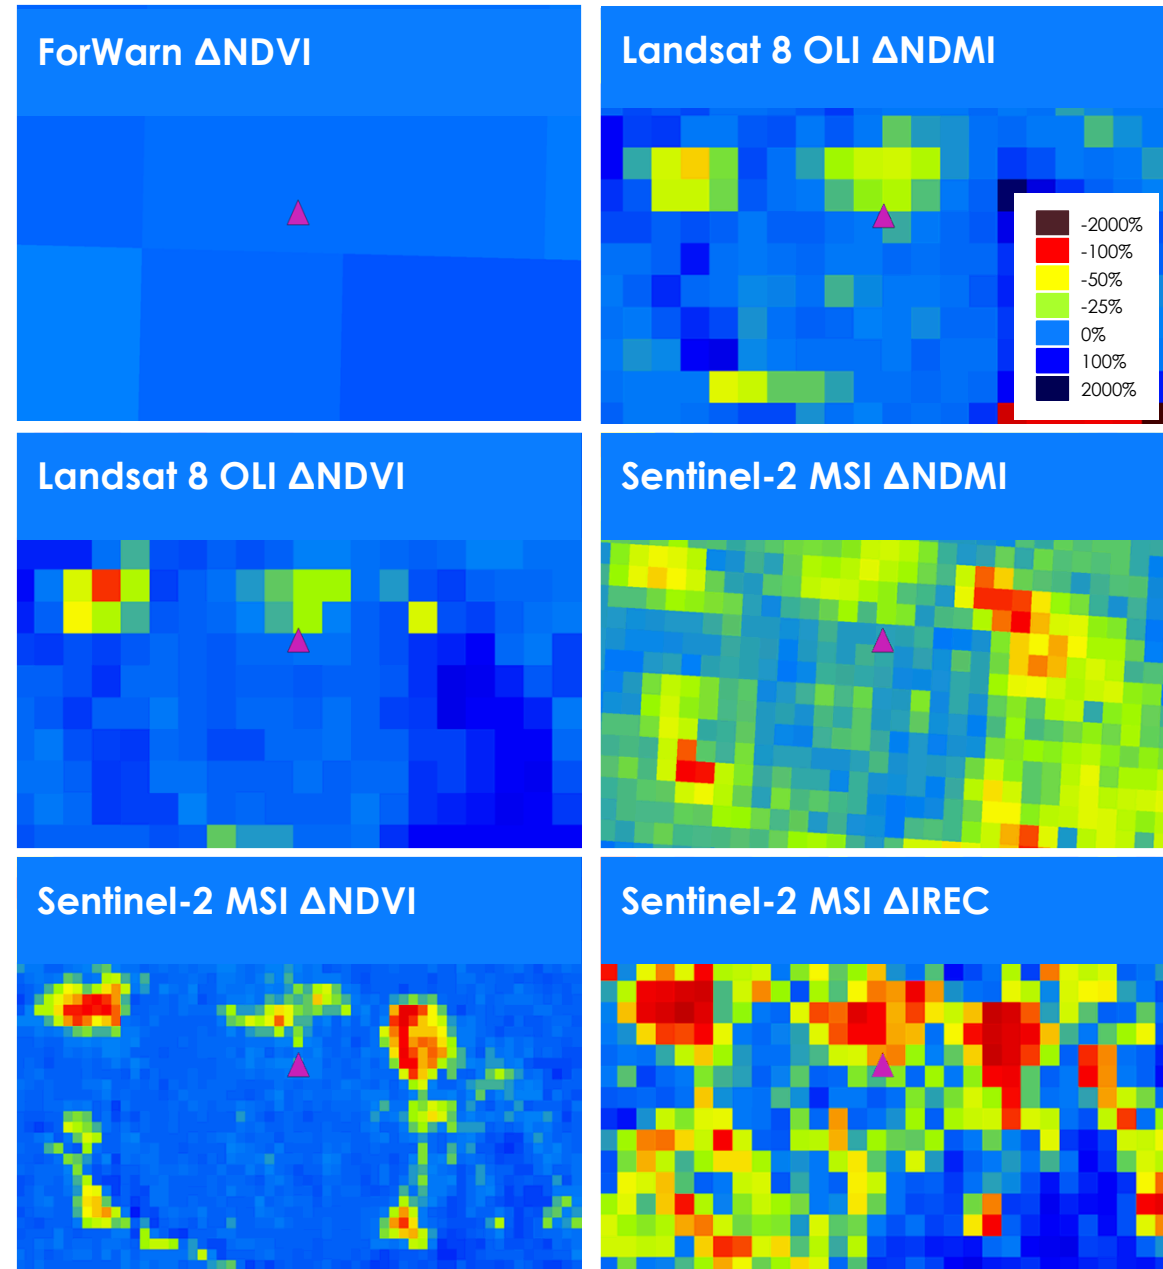 ForWarn ΔNDVI
Landsat 8 OLI ΔNDMI
-2000%
-100%
-50%
-25%
0%
100%
2000%
Landsat 8 OLI ΔNDVI
Sentinel-2 MSI ΔNDMI
Sentinel-2 MSI ΔNDVI
Sentinel-2 MSI ΔIREC